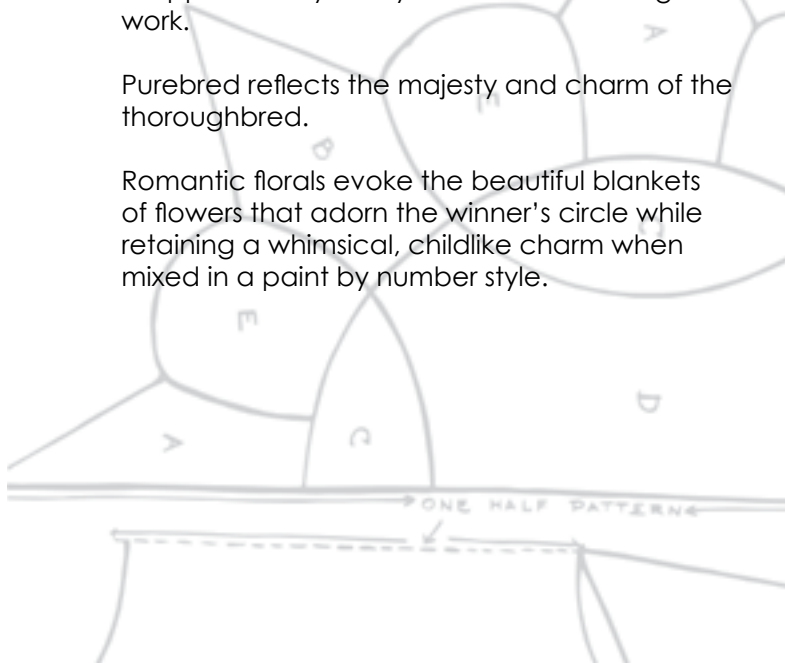 work.
Purebred reflects the majesty and charm of the
thoroughbred.
Romantic florals evoke the beautiful blankets
of flowers that adorn the winner's circle while
retaining a whimsical, childlike charm when
mixed in a paint by number style.
A
E
B
C
E
D
A
C
ONE HALF PATTERN